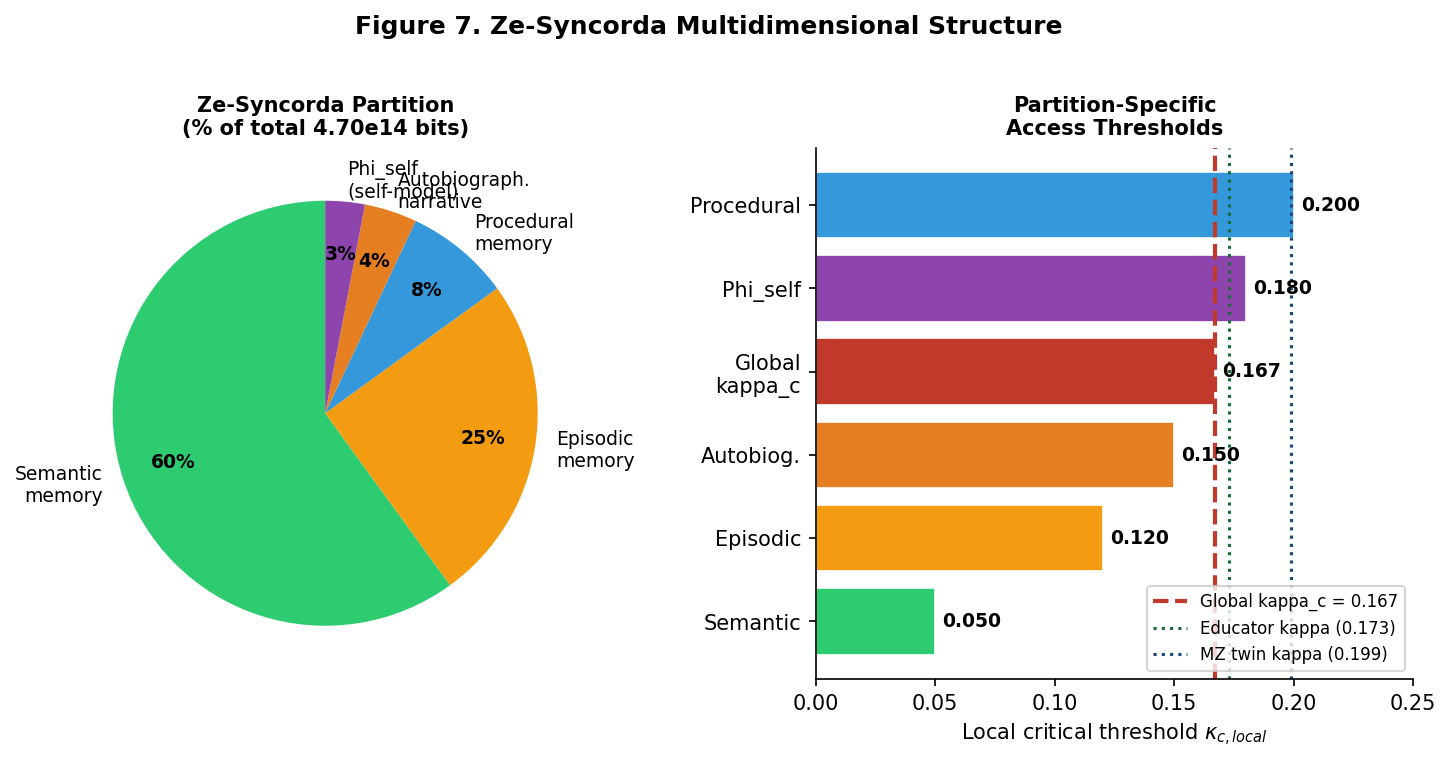 Figure 7. Ze-Syncorda Multidimensional Structure
Ze-Syncorda Partition
(% of total 4.70e14 bits)
Phi_self
(self-model)
Autobiograph.
narrative
Procedural
memory
3%
4%
8%
25%
60%
Episodic
memory
Semantic
memory
Partition-Specific
Access Thresholds
Procedural
0.200
Phi_self
0.180
Global
kappa_c
0.167
Autobiog.
0.150
Episodic
0.120
Semantic
0.050
Global kappa_c = 0.167
Educator kappa (0.173)
MZ twin kappa (0.199)
0.00 0.05 0.10 0.15 0.20 0.25
Local critical threshold κc,local